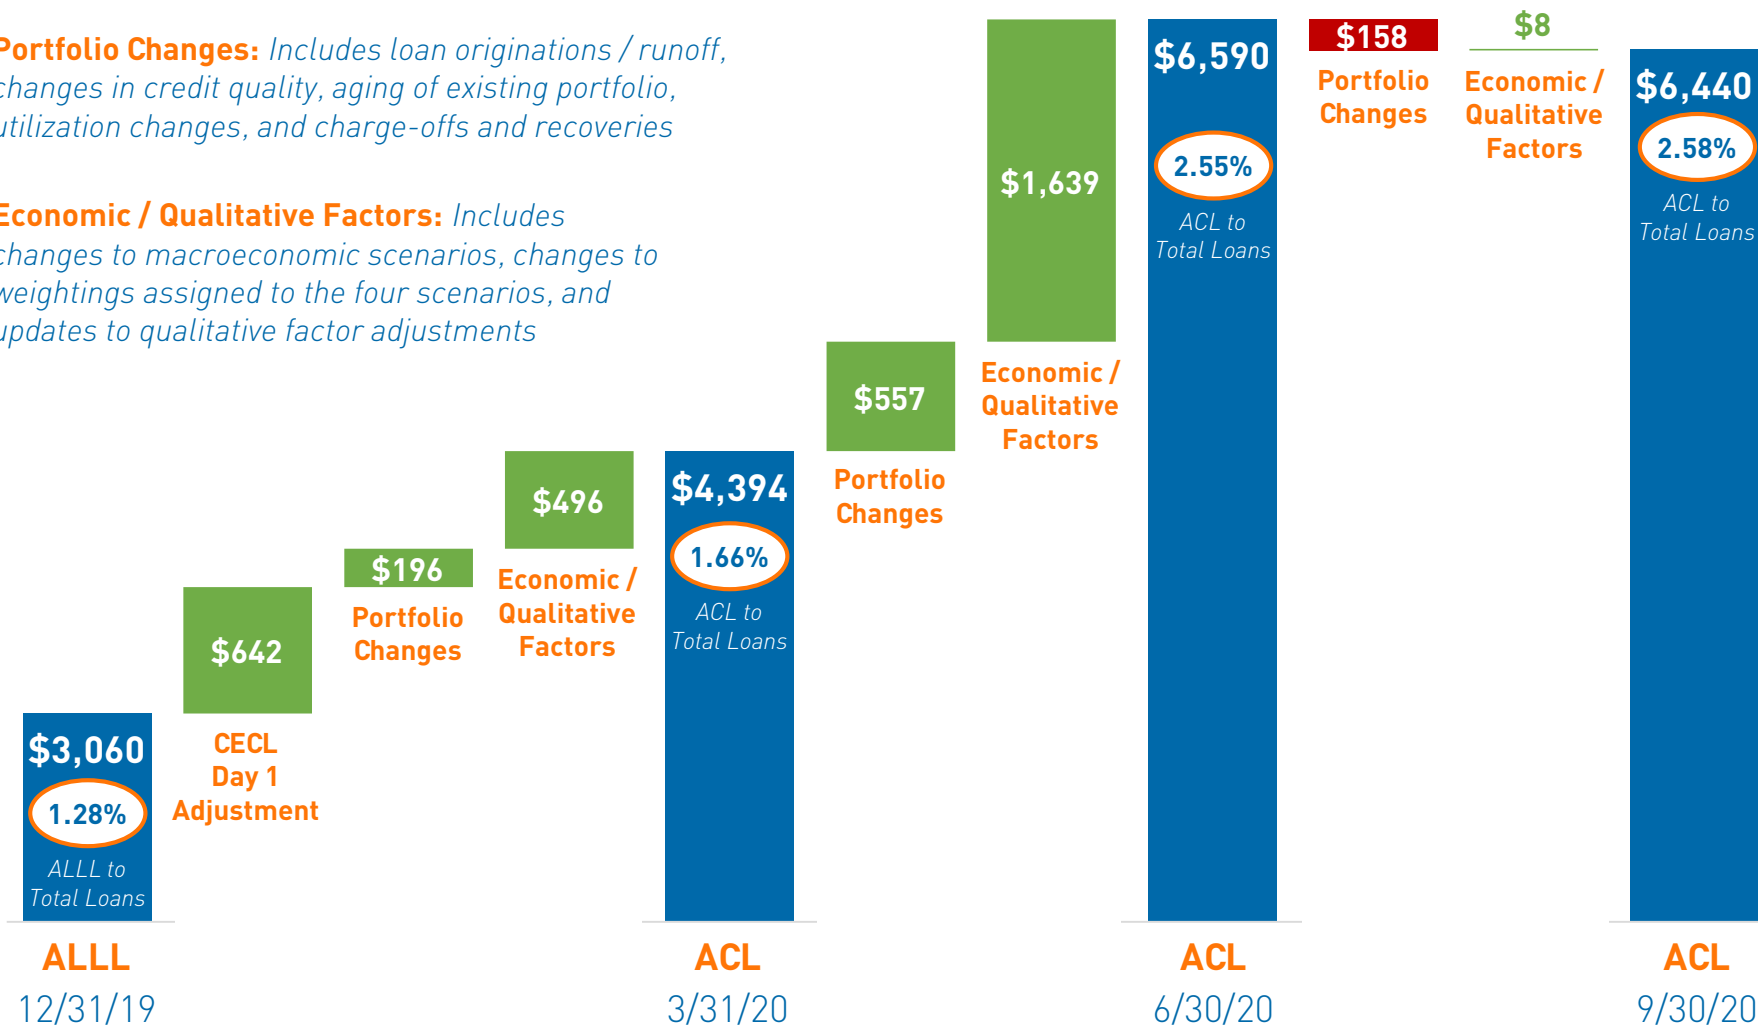 Portfolio Changes: Includes loan originations / runoff,
changes in credit quality, aging of existing portfolio,
utilization changes, and charge-offs and recoveries
Economic / Qualitative Factors: Includes
changes to macroeconomic scenarios, changes to
weightings assigned to the four scenarios, and
updates to qualitative factor adjustments
$3,060
1.28%
ALLL to
Total Loans
ALLL
12/31/19
$642
CECL
Day 1
Adjustment
$196
Portfolio
Changes
$496
Economic /
Qualitative
Factors
$4,394
1.66%
ACL to
Total Loans
ACL
3/31/20
$557
Portfolio
Changes
$1,639
Economic /
Qualitative
Factors
$6,590
2.55%
ACL to
Total Loans
ACL
6/30/20
$158
Portfolio
Changes
$8
Economic /
Qualitative
Factors
$6,440
2.58%
ACL to
Total Loans
ACL
9/30/20